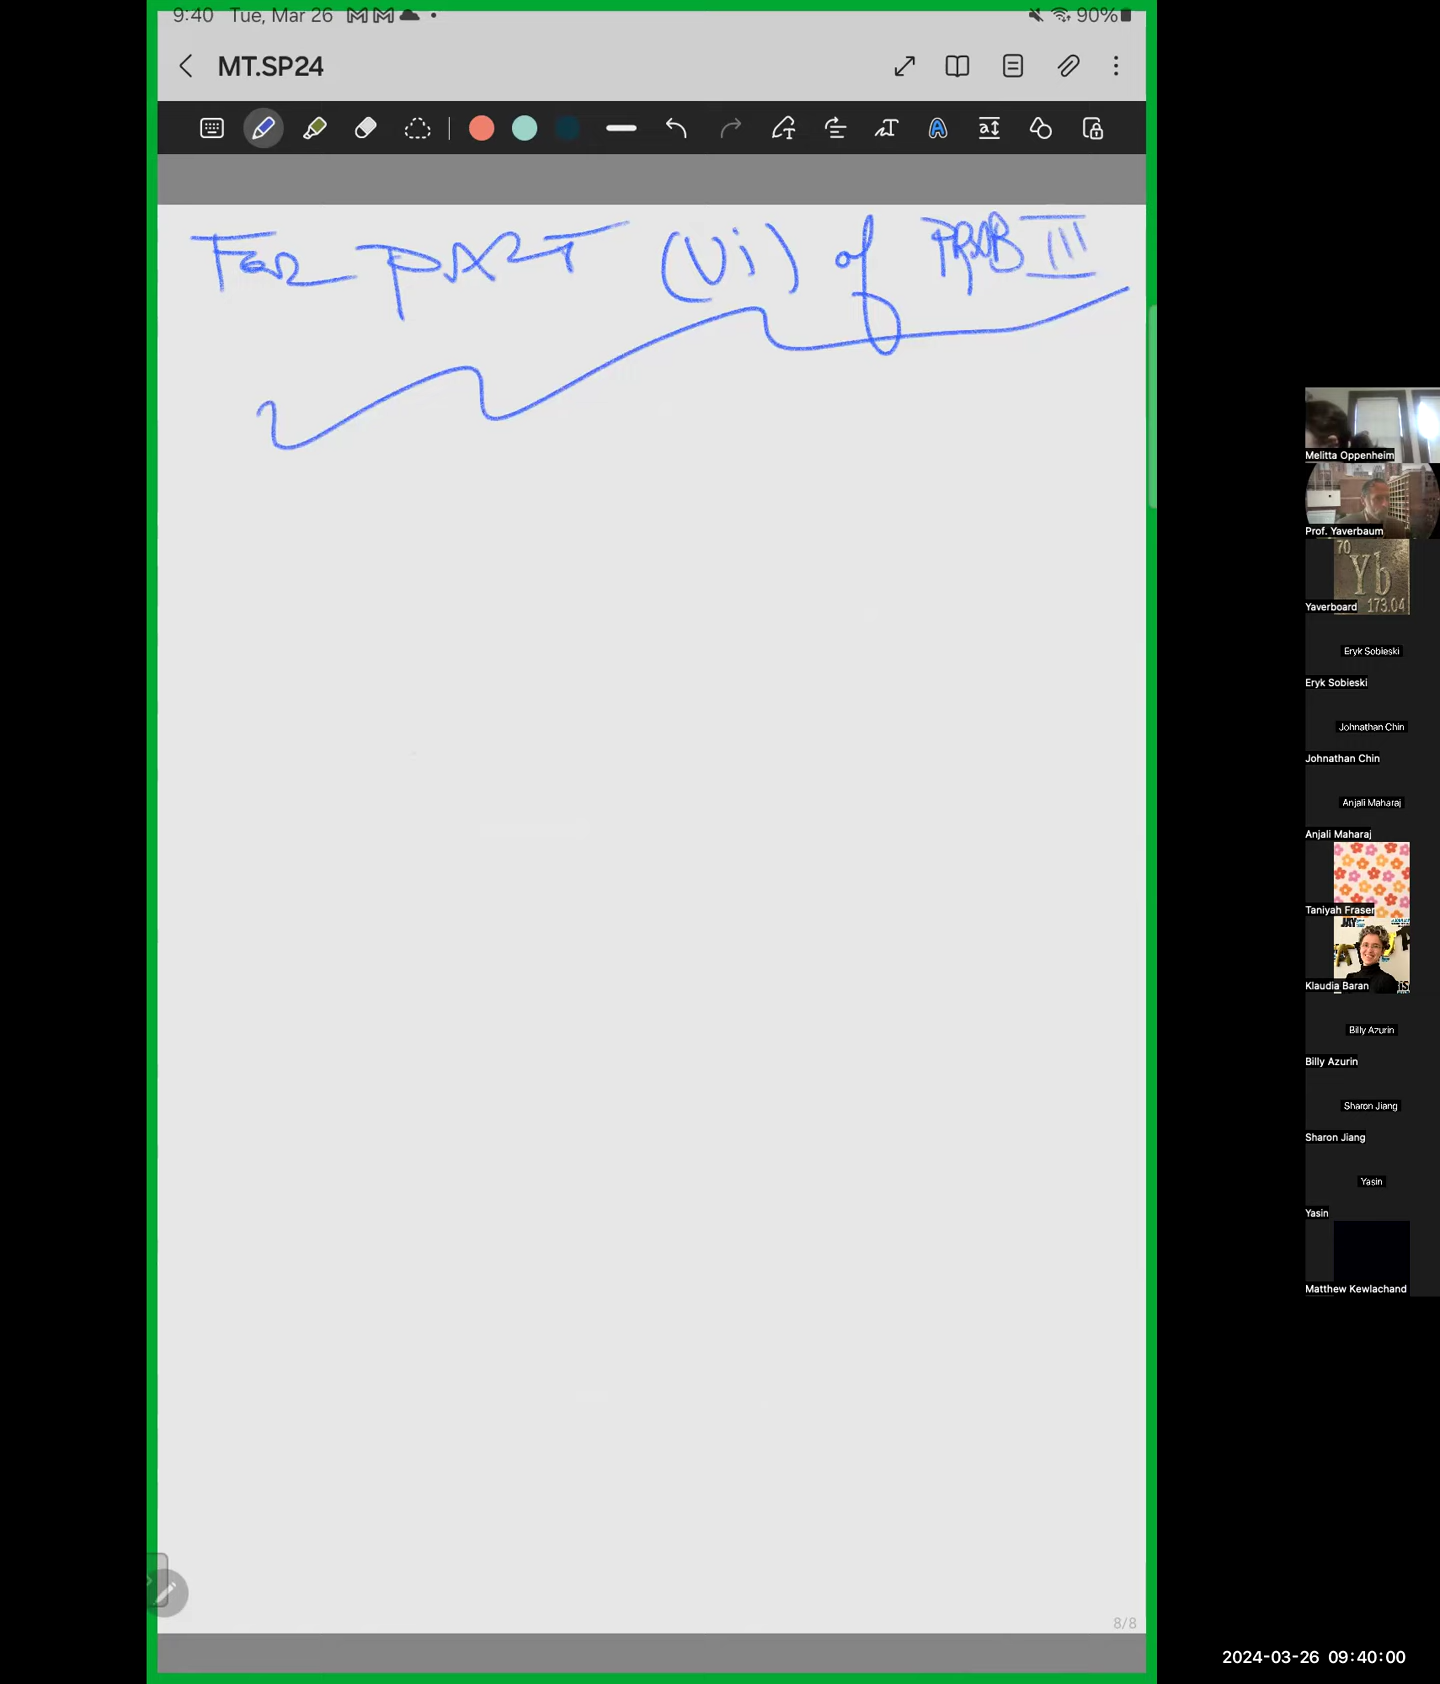 9:40 Tue, Mar 26
90%
MT.SP24
FOR PART (Vi) of PROB III
8/8
Melitta Oppenheim
Prof. Yaverbaum
70
Yb
173.04
Yaverboard
Eryk Sobieski
Eryk Sobieski
Johnathan Chin
Johnathan Chin
Anjali Maharaj
Anjali Maharaj
Taniyah Fraser
JAY
Klaudia Baran
Billy Azurin
Billy Azurin
Sharon Jiang
Sharon Jiang
Yasin
Yasin
Matthew Kewlachand
2024-03-26 09:40:00